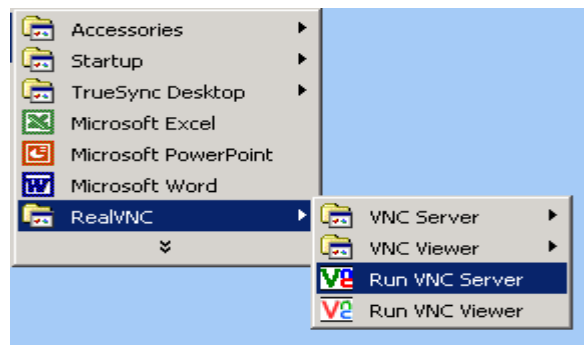 Accessories
Startup
TrueSync Desktop
Microsoft Excel
Microsoft PowerPoint
Microsoft Word
RealVNC
VNC Server
VNC Viewer
Run VNC Server
Run VNC Viewer